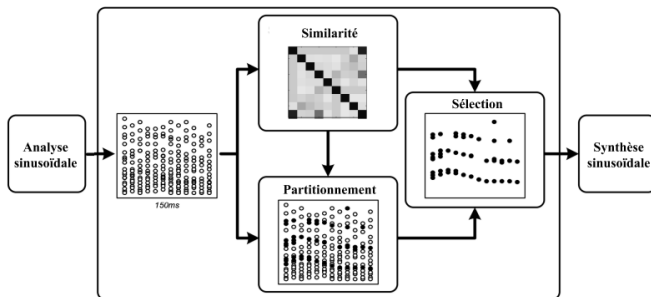 Similarité
Analyse
sinusoïdale
150ms
Partitionnement
Sélection
Synthèse
sinusoïdale